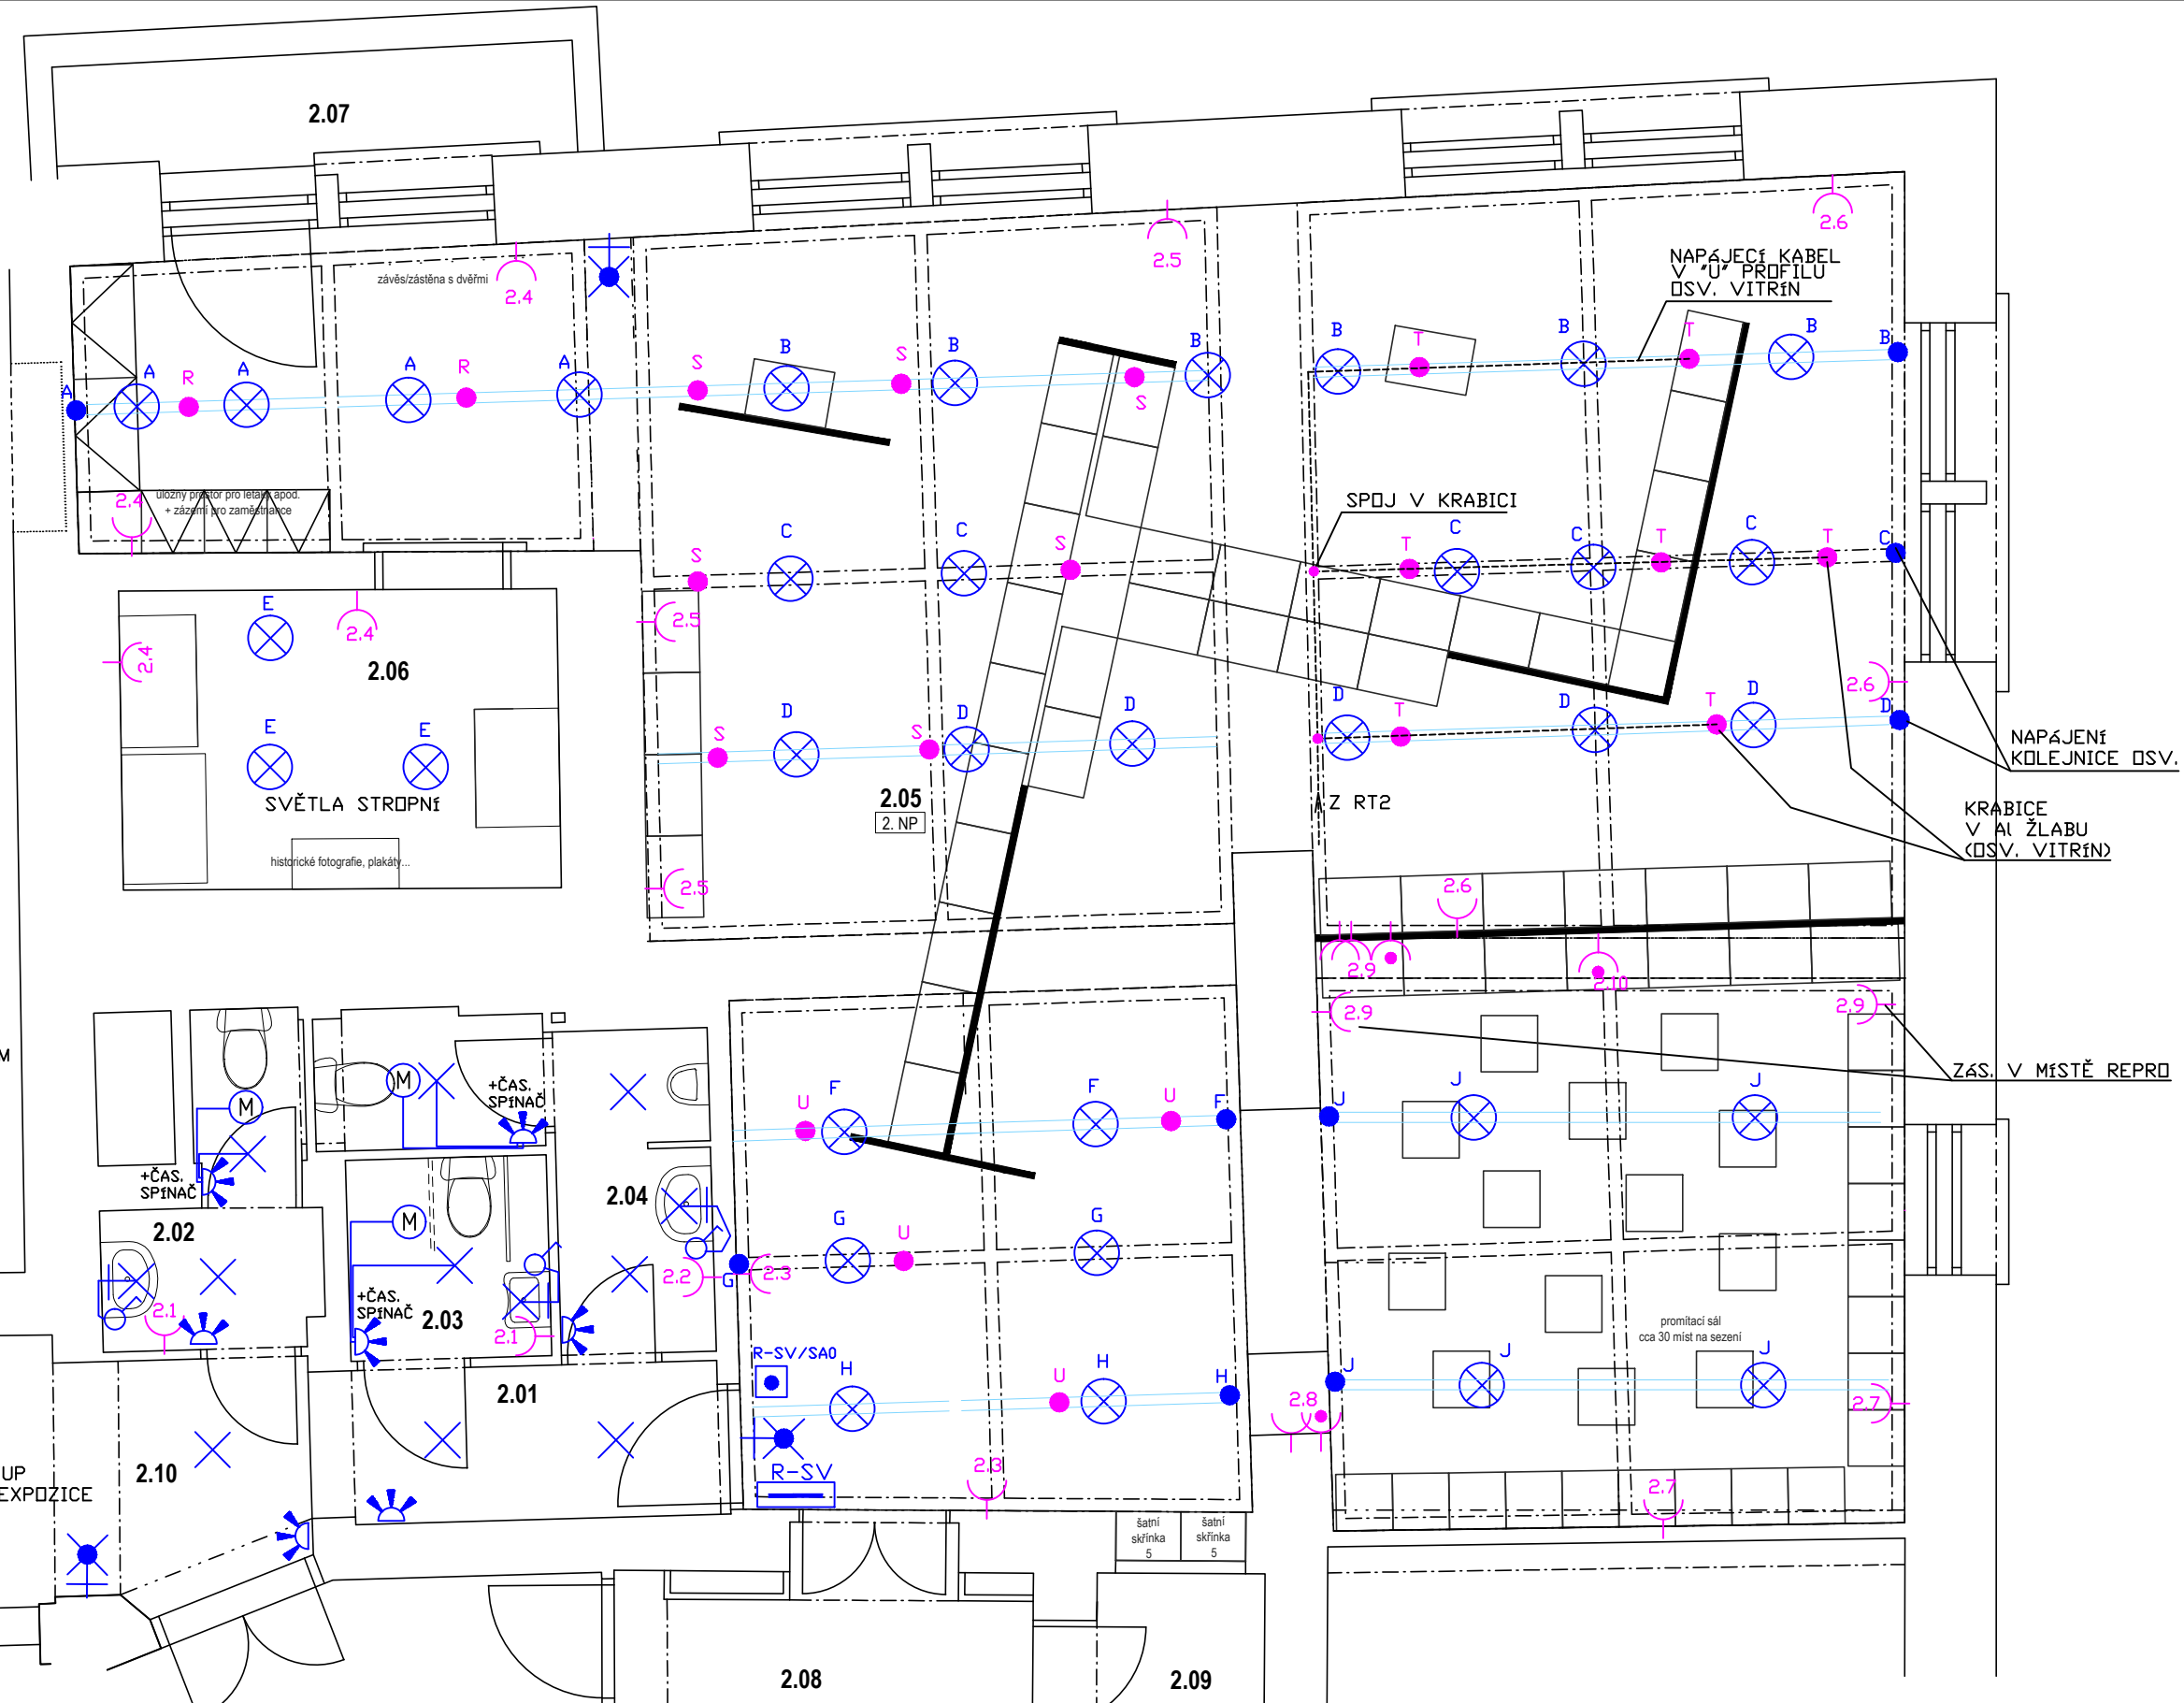 2.07
závěs/zástěna s dvěřmi
2.4
2.5
2.6
NAPÁJECÍ KABEL
V "U" PROFILU
OSV. VITRÍN
A
A
R
A
A
R
A
S
B
S
B
S
B
B
T
B
T
B
B
2.4
úložný prostor pro letáky apod.
+ zázemí pro zaměstnance
SPOJ V KRABICI
S
C
C
S
T
C
C
T
C
T
C
E
2.4
2.4
2.5
2.06
2.6
E
E
SVĚTLA STROPNÍ
historické fotografie, plakáty...
S
D
S
D
D
T
D
T
D
D
2.05
2. NP
Z RT2
NAPÁJENÍ
KOLEJNICE OSV.
KRABICE
V Al ŽLABU
(OSV. VITRÍN)
2.5
2.6
2.9
2.10
2.9
2.9
ZÁS. V MÍSTĚ REPRO
M
M
M
+ČAS.
SPÍNAČ
+ČAS.
SPÍNAČ
2.02
2.04
U
F
F
U
F
J
J
J
M
G
U
G
2.1
+ČAS.
SPÍNAČ
2.03
2.1
2.2
G
2.3
promítací sál
cca 30 míst na sezení
R-SV/SA0
H
U
H
H
J
J
J
2.01
2.8
2.7
2.10
R-SV
2.3
2.7
UP
EXPOZICE
šatní
skřínka
5
šatní
skřínka
5
2.08
2.09